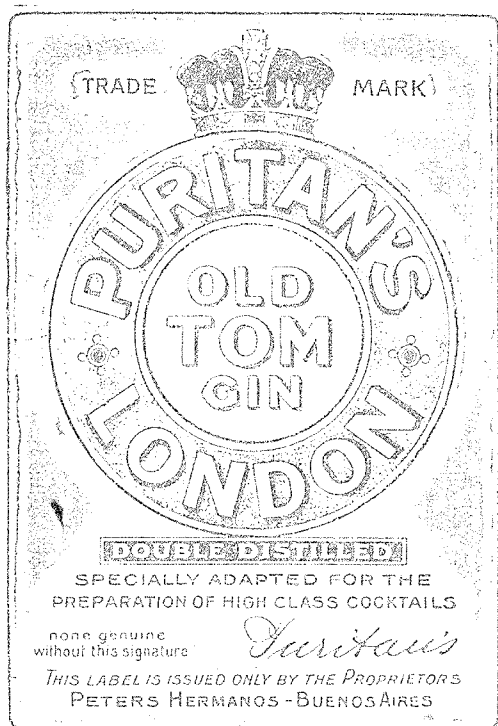 TRADE MARK
PURITAN'S
OLD
TOM
GIN
LONDON
DOUBLE DISTILLED.
SPECIALLY ADAPTED FOR THE
PREPARATION OF HIGH CLASS COCKTAILS
none genuine
without this signature
Puritan's
THIS LABEL IS ISSUED ONLY BY THE PROPRIETORS
PETERS HERMANOS - BUENOS AIRES